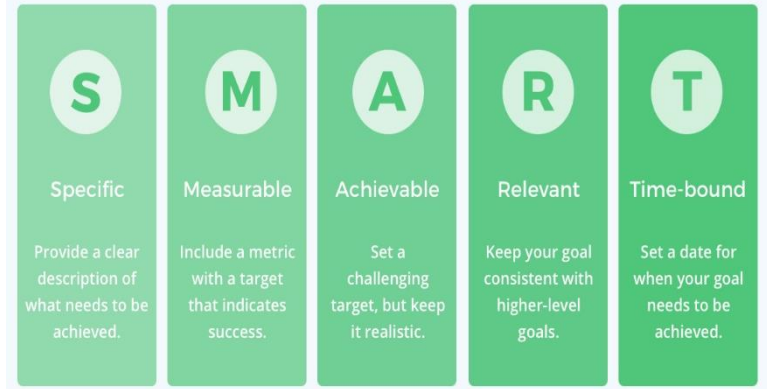 S
Specific
Provide a clear
description of
what needs to be
achieved.
M
Measurable
Include a metric
with a target
that indicates
success.
A
Achievable
Set a
challenging
target, but keep
it realistic.
R
Relevant
Keep your goal
consistent with
higher-level
goals.
T
Time-bound
Set a date for
when your goal
needs to be
achieved.